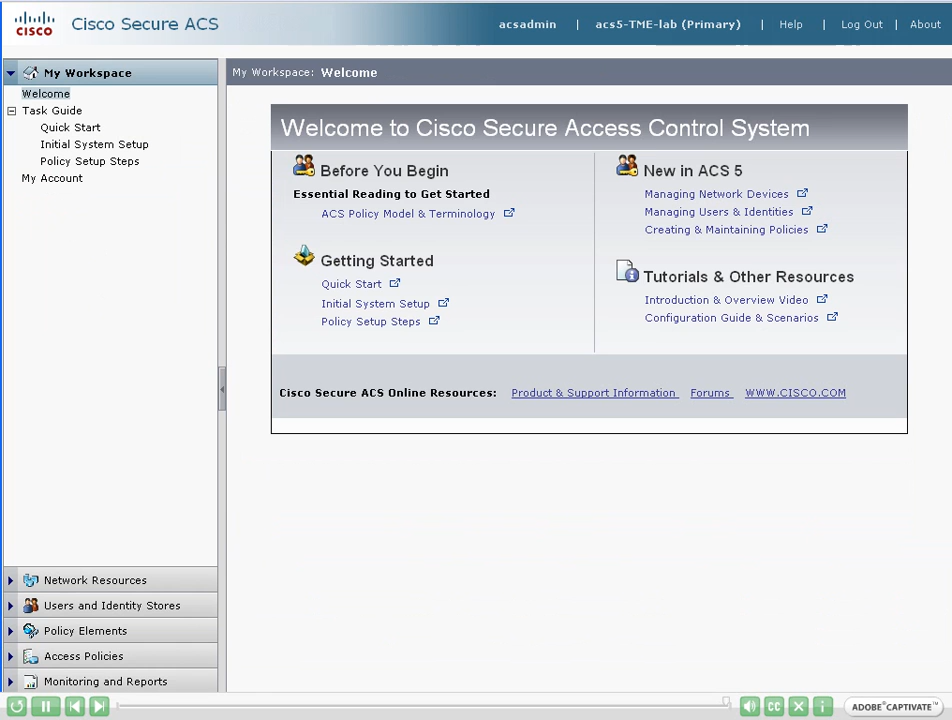 CISCO
Cisco Secure ACS
acsadmin | acs5-TME-lab (Primary) | Help | Log Out | About
My Workspace
Welcome
Task Guide
Quick Start
Initial System Setup
Policy Setup Steps
My Account
Network Resources
Users and Identity Stores
Policy Elements
Access Policies
Monitoring and Reports
My Workspace: Welcome
Welcome to Cisco Secure Access Control System
Before You Begin
Essential Reading to Get Started
ACS Policy Model & Terminology
Getting Started
Quick Start
Initial System Setup
Policy Setup Steps
New in ACS 5
Managing Network Devices
Managing Users & Identities
Creating & Maintaining Policies
Tutorials & Other Resources
Introduction & Overview Video
Configuration Guide & Scenarios
Cisco Secure ACS Online Resources: Product & Support Information Forums WWW.CISCO.COM
CC
ADOBE® CAPTIVATE™